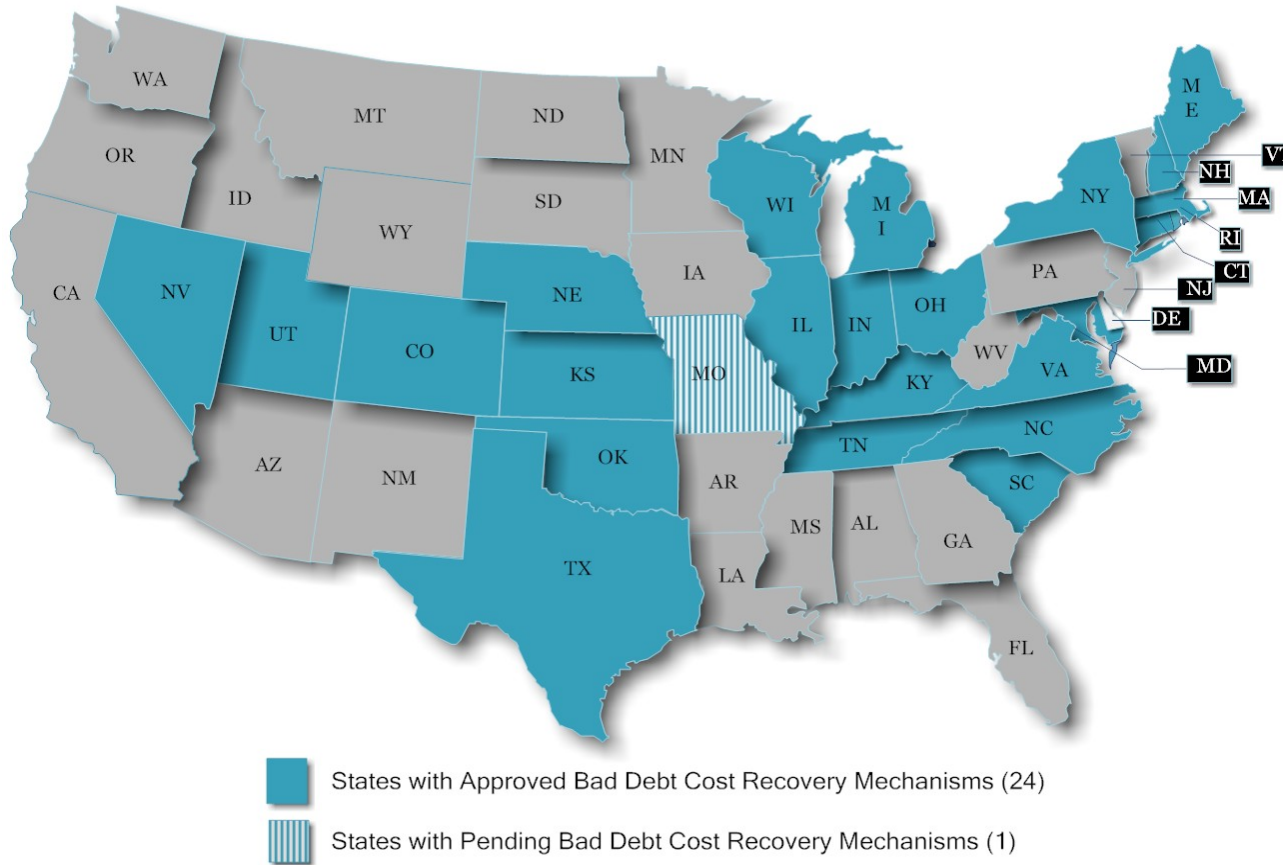 WA
MT
ND
MN
OR
ID
SD
WY
WI
M
I
NY
M
E
VT
NH
MA
RI
CT
NJ
DE
MD
CA
NV
UT
CO
NE
IA
KS
MO
IL
IN
OH
PA
WV
VA
KY
NC
TN
SC
AZ
NM
OK
AR
TX
LA
MS
AL
GA
FL
States with Approved Bad Debt Cost Recovery Mechanisms (24)
States with Pending Bad Debt Cost Recovery Mechanisms (1)